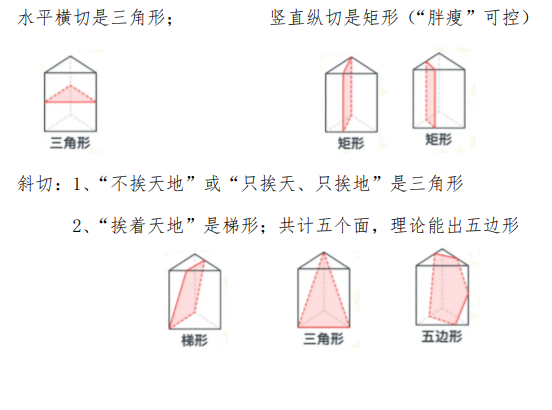 水平横切是三角形；  竖直纵切是矩形（“胖瘦”可控）
三角形  矩形  矩形
斜切：1、“不挨天地”或“只挨天、只挨地”是三角形
2、“挨着天地”是梯形；共计五个面，理论能出五边形
梯形  三角形  五边形